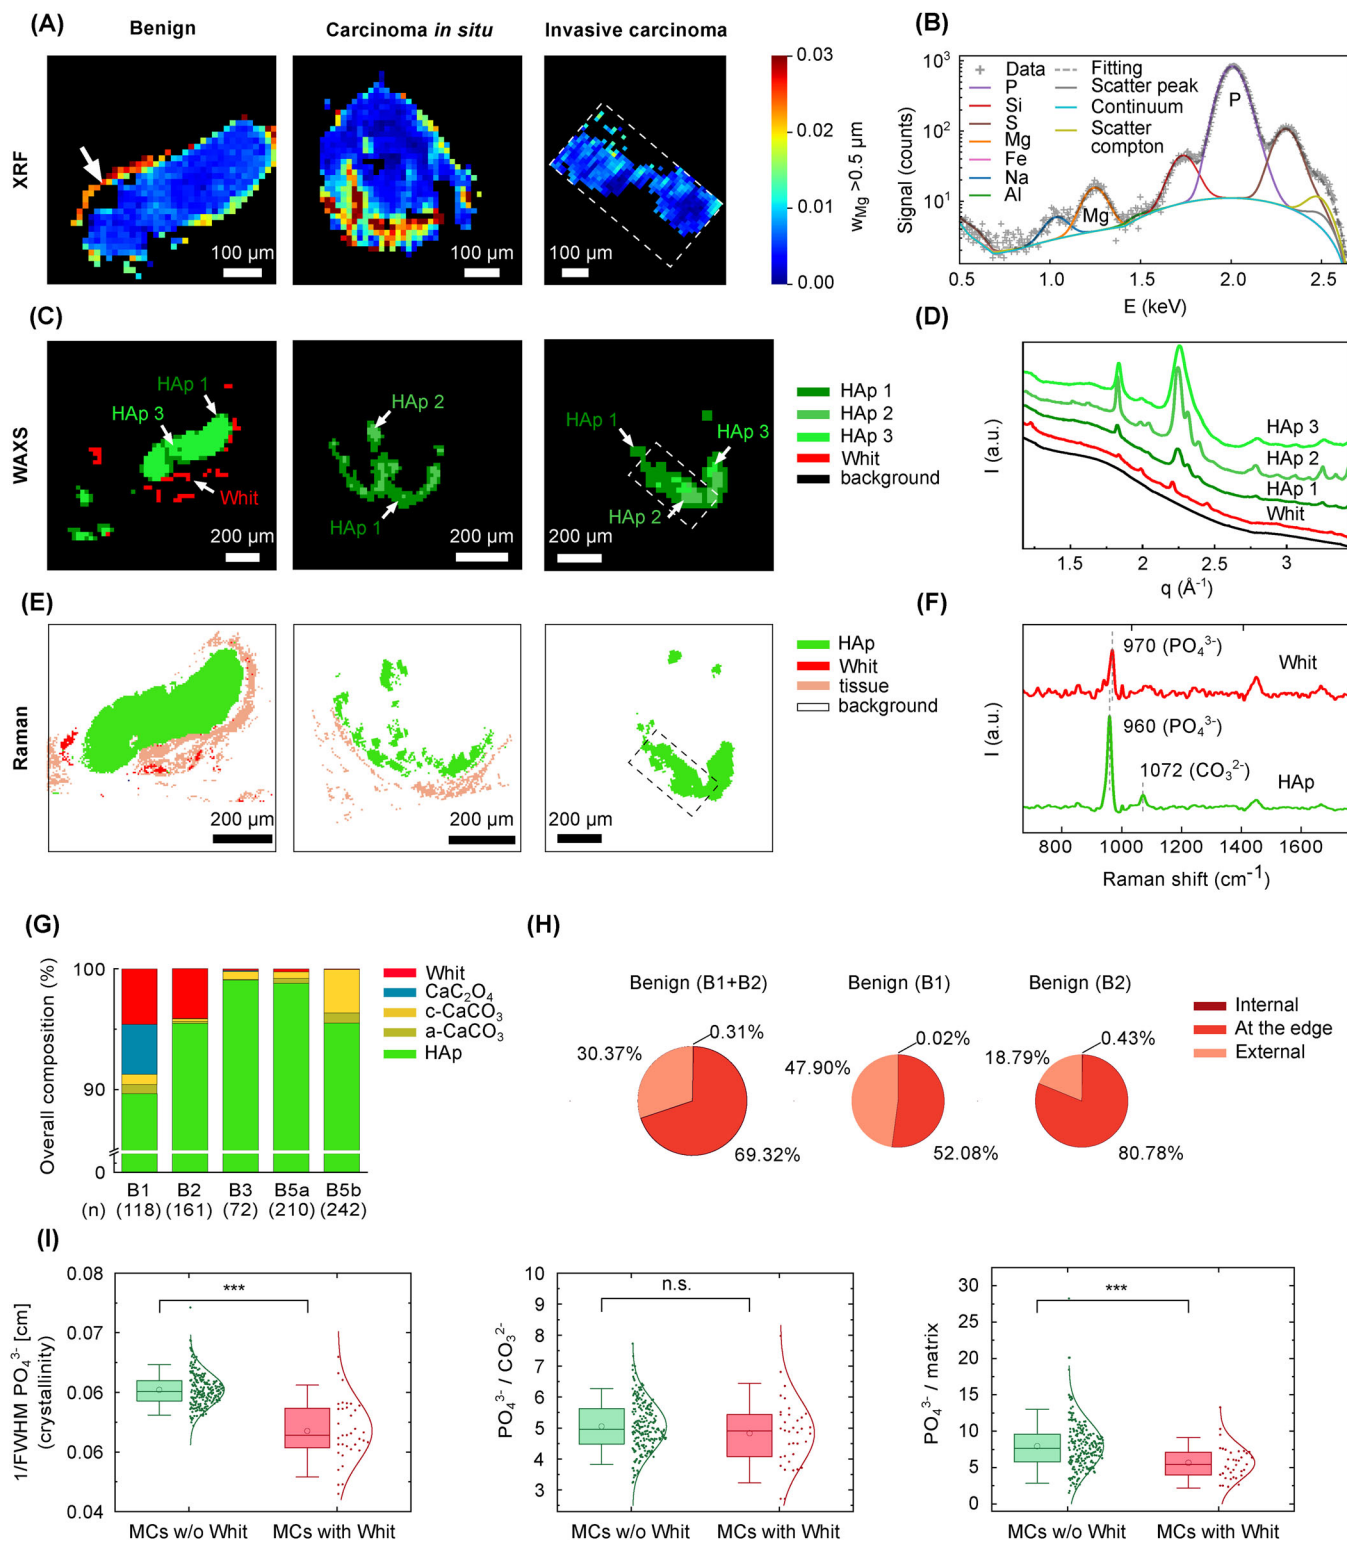 (A)
Benign
Carcinoma in situ
Invasive carcinoma
XRF
100 µm
100 µm
100 µm
0.03
0.02
0.01
0.00
wMg >0.5 µm
(B)
10³
10²
10¹
Signal (counts)
Data
P
Si
S
Mg
Fe
Na
Al
Fitting
Scatter peak
Continuum
Scatter
compton
P
Mg
0.5
1.0
1.5
2.0
2.5
E (keV)
(C)
WAXS
HAp 1
HAp 3
Whit
200 µm
HAp 2
HAp 1
200 µm
HAp 1
HAp 3
HAp 2
200 µm
HAp 1
HAp 2
HAp 3
Whit
background
(D)
I (a.u.)
HAp 3
HAp 2
HAp 1
Whit
1.5
2
2.5
3
q (Å⁻¹)
(E)
Raman
200 µm
200 µm
200 µm
HAp
Whit
tissue
background
(F)
I (a.u.)
970 (PO₄³⁻)
Whit
960 (PO₄³⁻)
1072 (CO₃²⁻)
HAp
800
1000
1200
1400
1600
Raman shift (cm⁻¹)
(G)
Overall composition (%)
100
90
0
Whit
CaC₂O₄
c-CaCO₃
a-CaCO₃
HAp
B1 B2 B3 B5a B5b
(n) (118) (161) (72) (210) (242)
(H)
Benign (B1+B2)
0.31%
30.37%
69.32%
Benign (B1)
0.02%
47.90%
52.08%
Benign (B2)
0.43%
18.79%
80.78%
Internal
At the edge
External
(I)
1/FWHM PO₄³⁻ [cm]
(crystallinity)
0.08
0.07
0.06
0.06
0.04
***
MCs w/o Whit
MCs with Whit
PO₄³⁻ / CO₃²⁻
10
9
8
7
6
5
4
3
n.s.
MCs w/o Whit
MCs with Whit
PO₄³⁻ / matrix
30
25
20
15
10
5
0
***
MCs w/o Whit
MCs with Whit